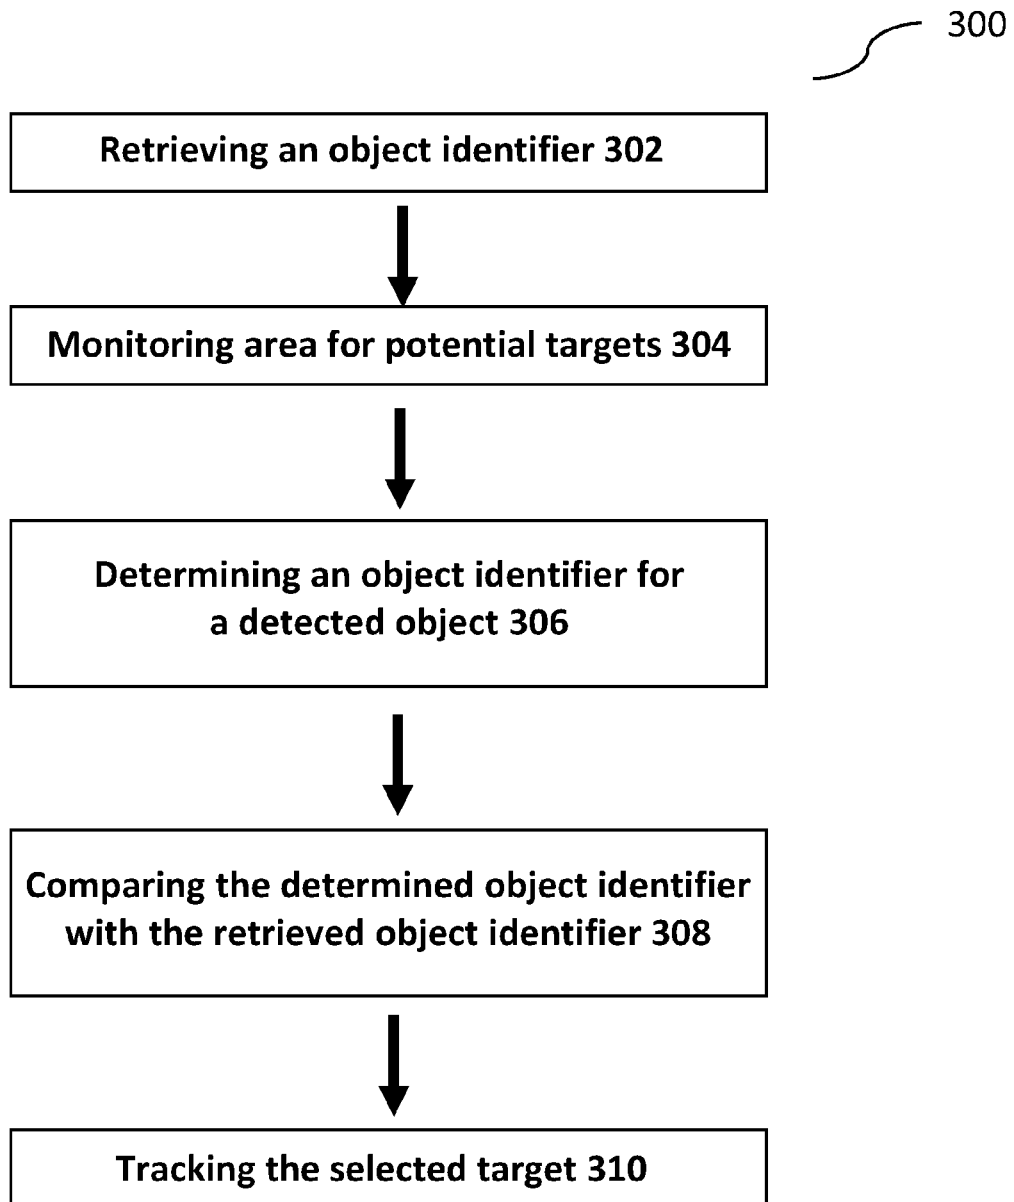 300
Retrieving an object identifier 302
Monitoring area for potential targets 304
Determining an object identifier for
a detected object 306
Comparing the determined object identifier
with the retrieved object identifier 308
Tracking the selected target 310